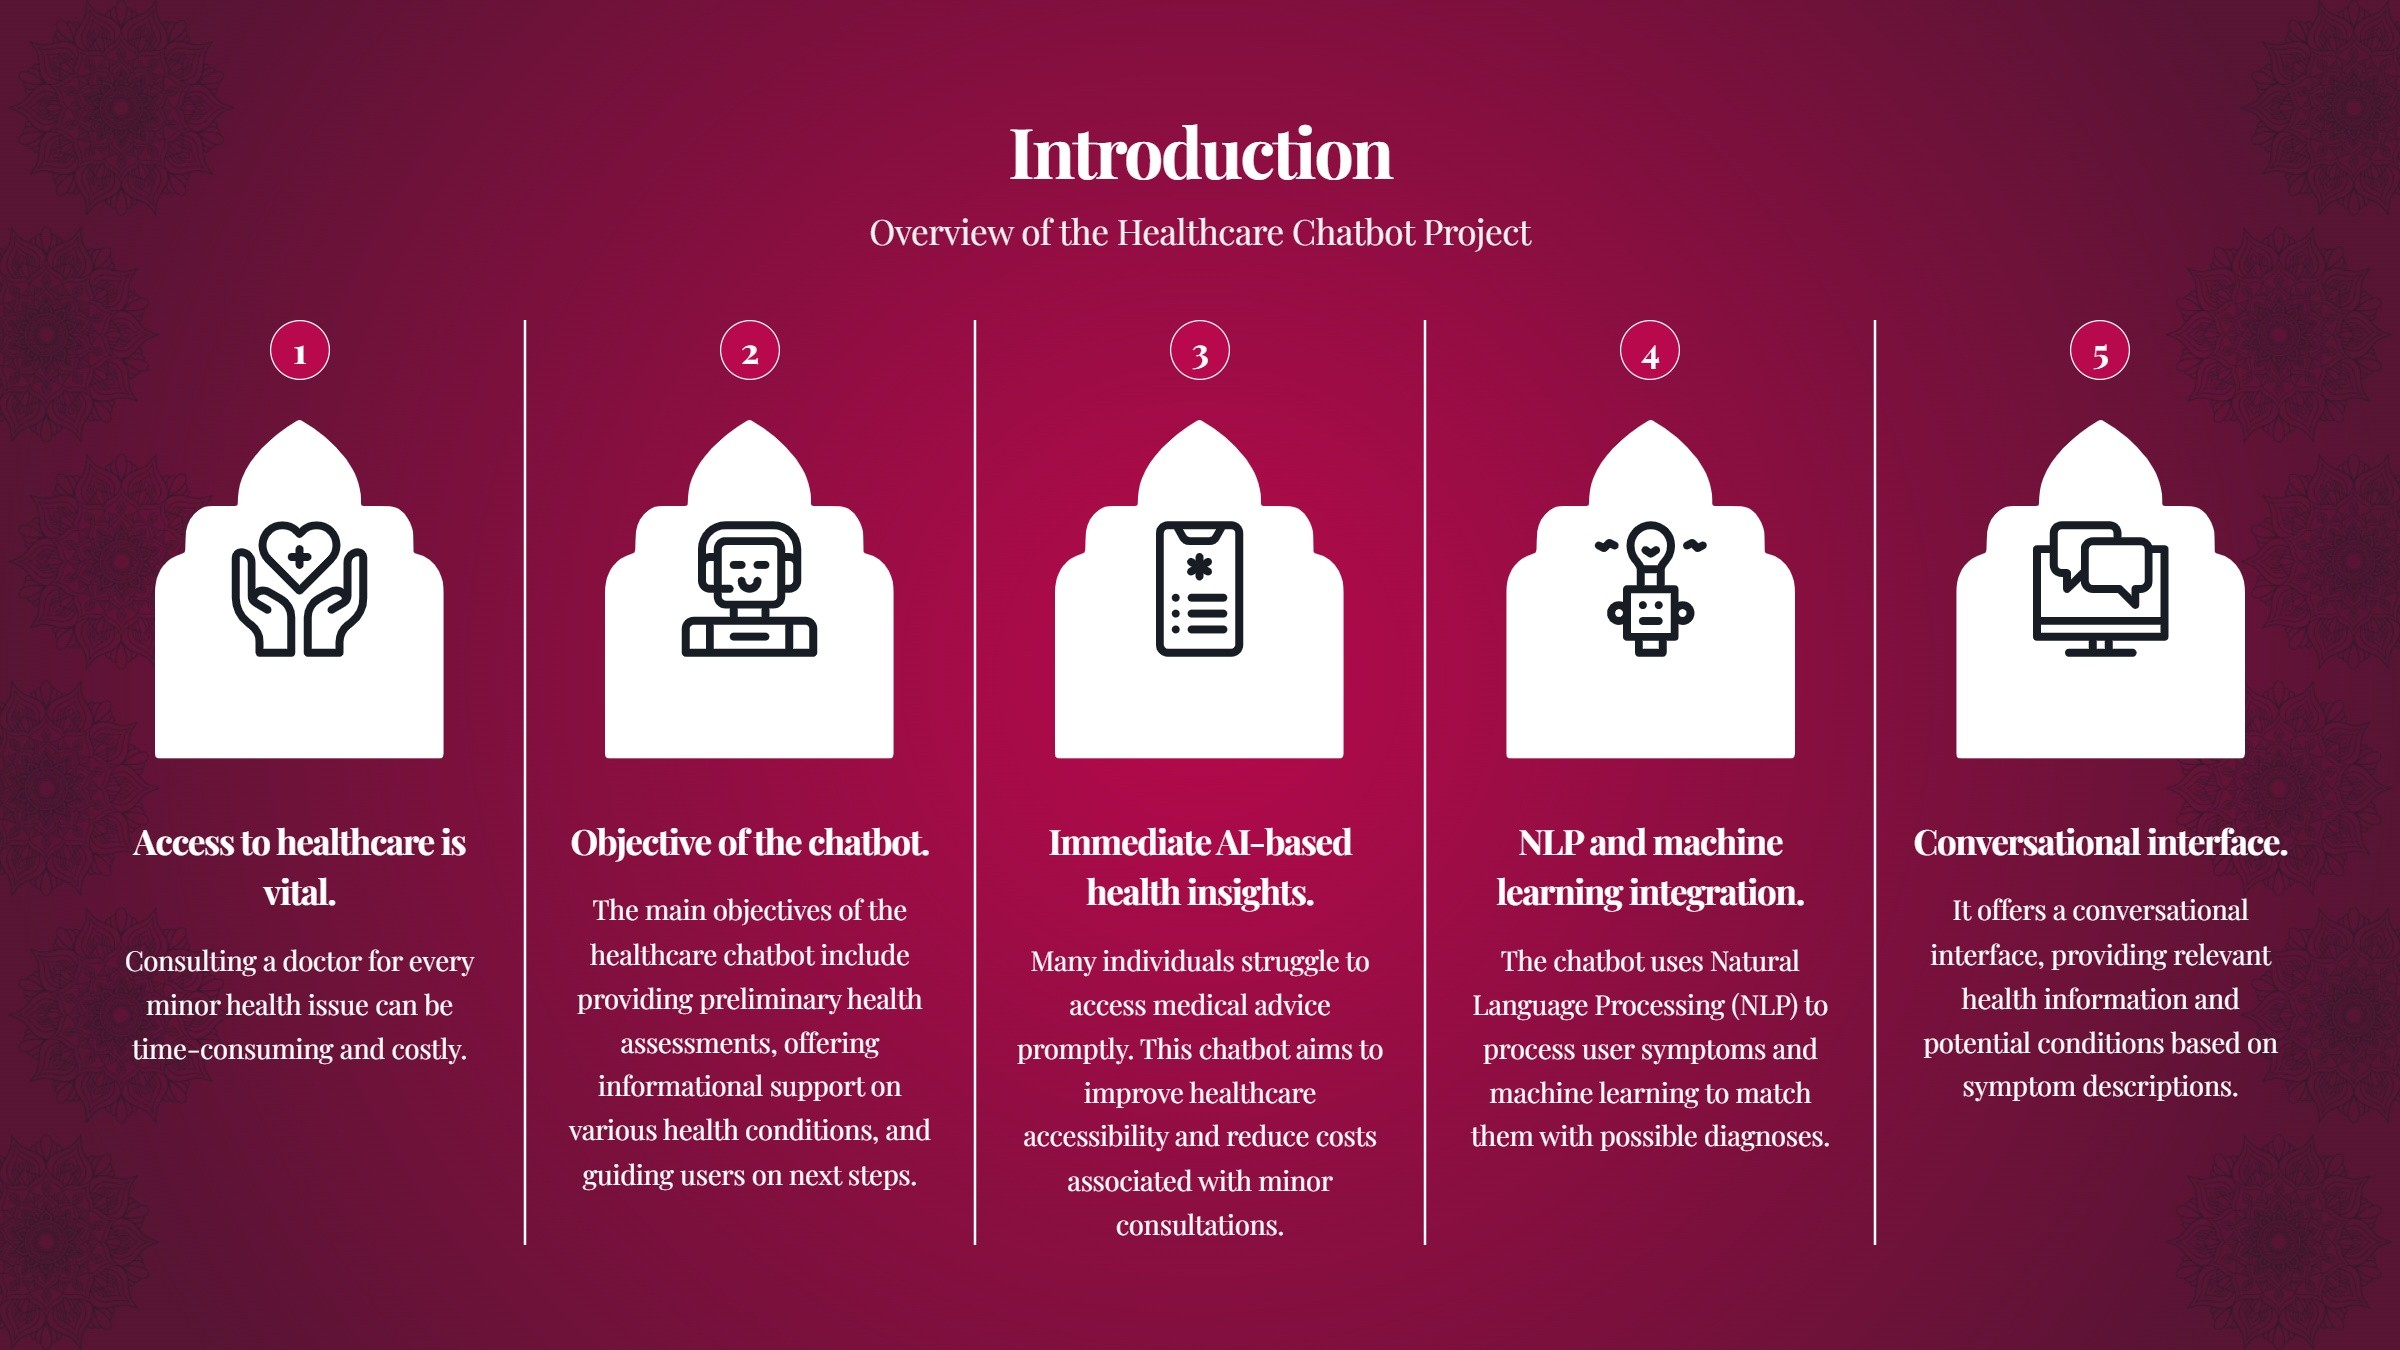 Introduction
Overview of the Healthcare Chatbot Project
1
Access to healthcare is
vital.
Consulting a doctor for every
minor health issue can be
time-consuming and costly.
2
Objective of the chatbot.
The main objectives of the
healthcare chatbot include
providing preliminary health
assessments, offering
informational support on
various health conditions, and
guiding users on next steps.
3
Immediate AI-based
health insights.
Many individuals struggle to
access medical advice
promptly. This chatbot aims to
improve healthcare
accessibility and reduce costs
associated with minor
consultations.
4
NLP and machine
learning integration.
The chatbot uses Natural
Language Processing (NLP) to
process user symptoms and
machine learning to match
them with possible diagnoses.
5
Conversational interface.
It offers a conversational
interface, providing relevant
health information and
potential conditions based on
symptom descriptions.